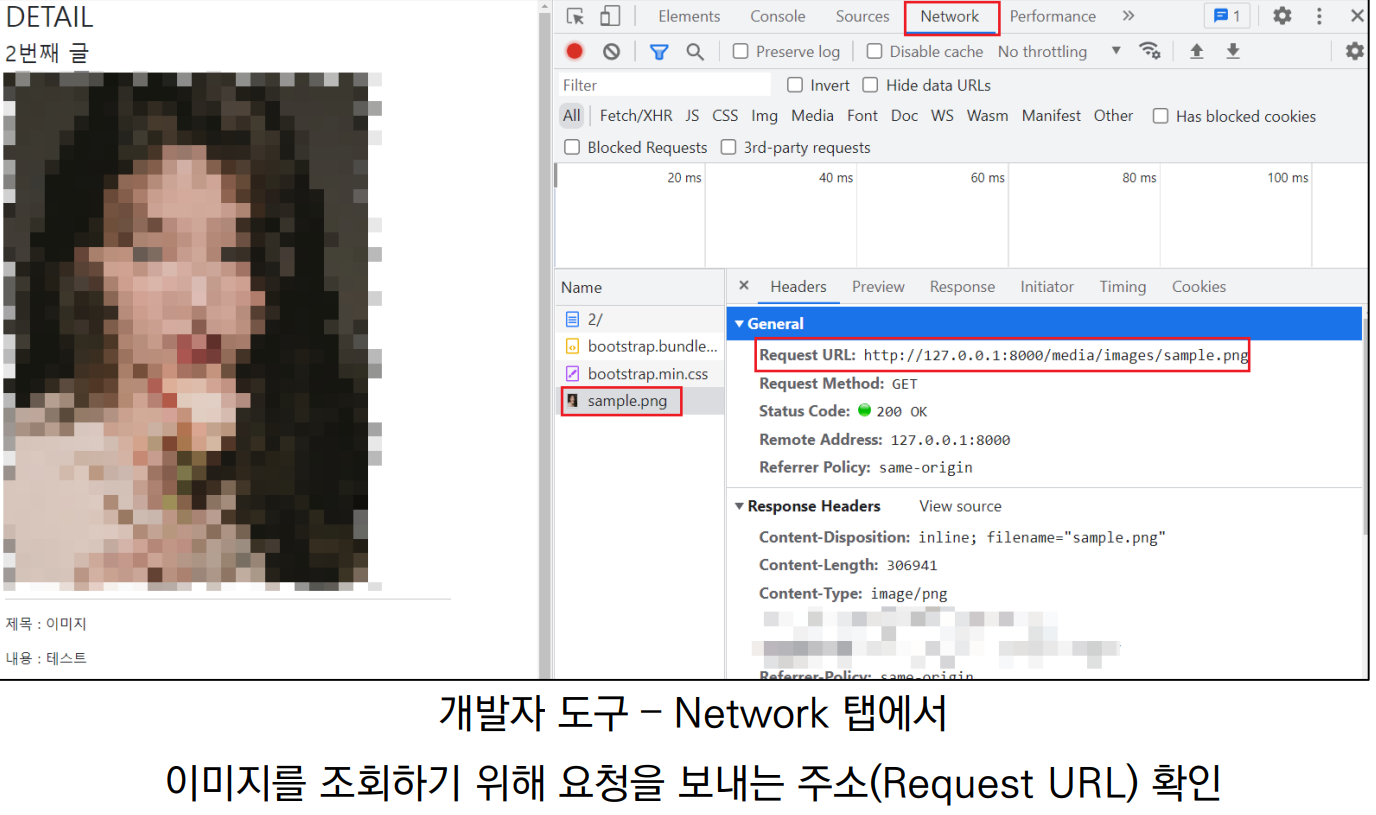 DETAIL
2번째 글
제목 : 이미지
내용 : 테스트
Elements Console Sources Network Performance 1
Preserve log Disable cache No throttling
Filter Invert Hide data URLs
All Fetch/XHR JS CSS Img Media Font Doc WS Wasm Manifest Other Has blocked cookies
Blocked Requests 3rd-party requests
20 ms 40 ms 60 ms 80 ms 100 ms
Name
2/
bootstrap.bundle...
bootstrap.min.css
sample.png
Headers Preview Response Initiator Timing Cookies
General
Request URL: http://127.0.0.1:8000/media/images/sample.png
Request Method: GET
Status Code: 200 OK
Remote Address: 127.0.0.1:8000
Referrer Policy: same-origin
Response Headers View source
Content-Disposition: inline; filename="sample.png"
Content-Length: 306941
Content-Type: image/png
Referrer-Policy: same-origin
개발자 도구 – Network 탭에서
이미지를 조회하기 위해 요청을 보내는 주소(Request URL) 확인